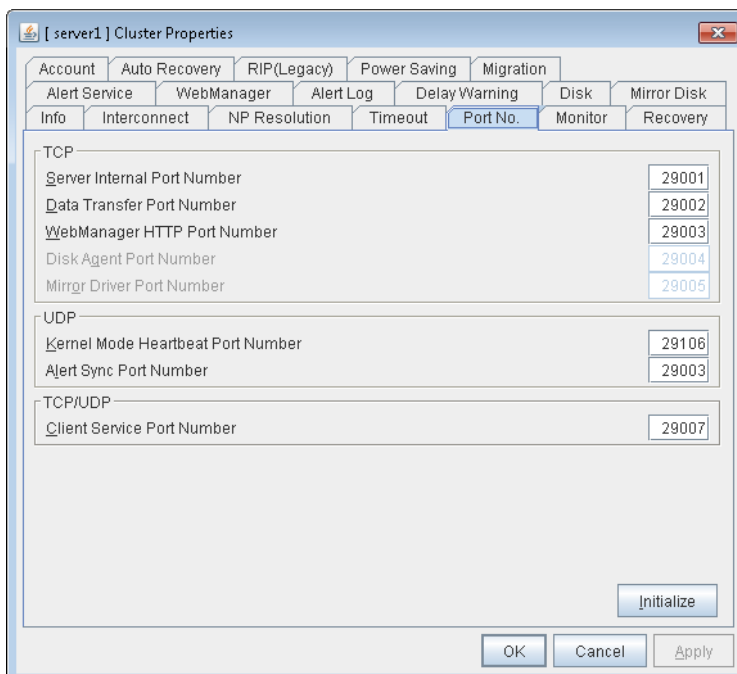 [ server1 ] Cluster Properties
Account Auto Recovery RIP(Legacy) Power Saving Migration
Alert Service WebManager Alert Log Delay Warning Disk Mirror Disk
Info Interconnect NP Resolution Timeout Port No. Monitor Recovery
TCP
Server Internal Port Number 29001
Data Transfer Port Number 29002
WebManager HTTP Port Number 29003
Disk Agent Port Number 29004
Mirror Driver Port Number 29005
UDP
Kernel Mode Heartbeat Port Number 29106
Alert Sync Port Number 29003
TCP/UDP
Client Service Port Number 29007
Initialize
OK Cancel Apply